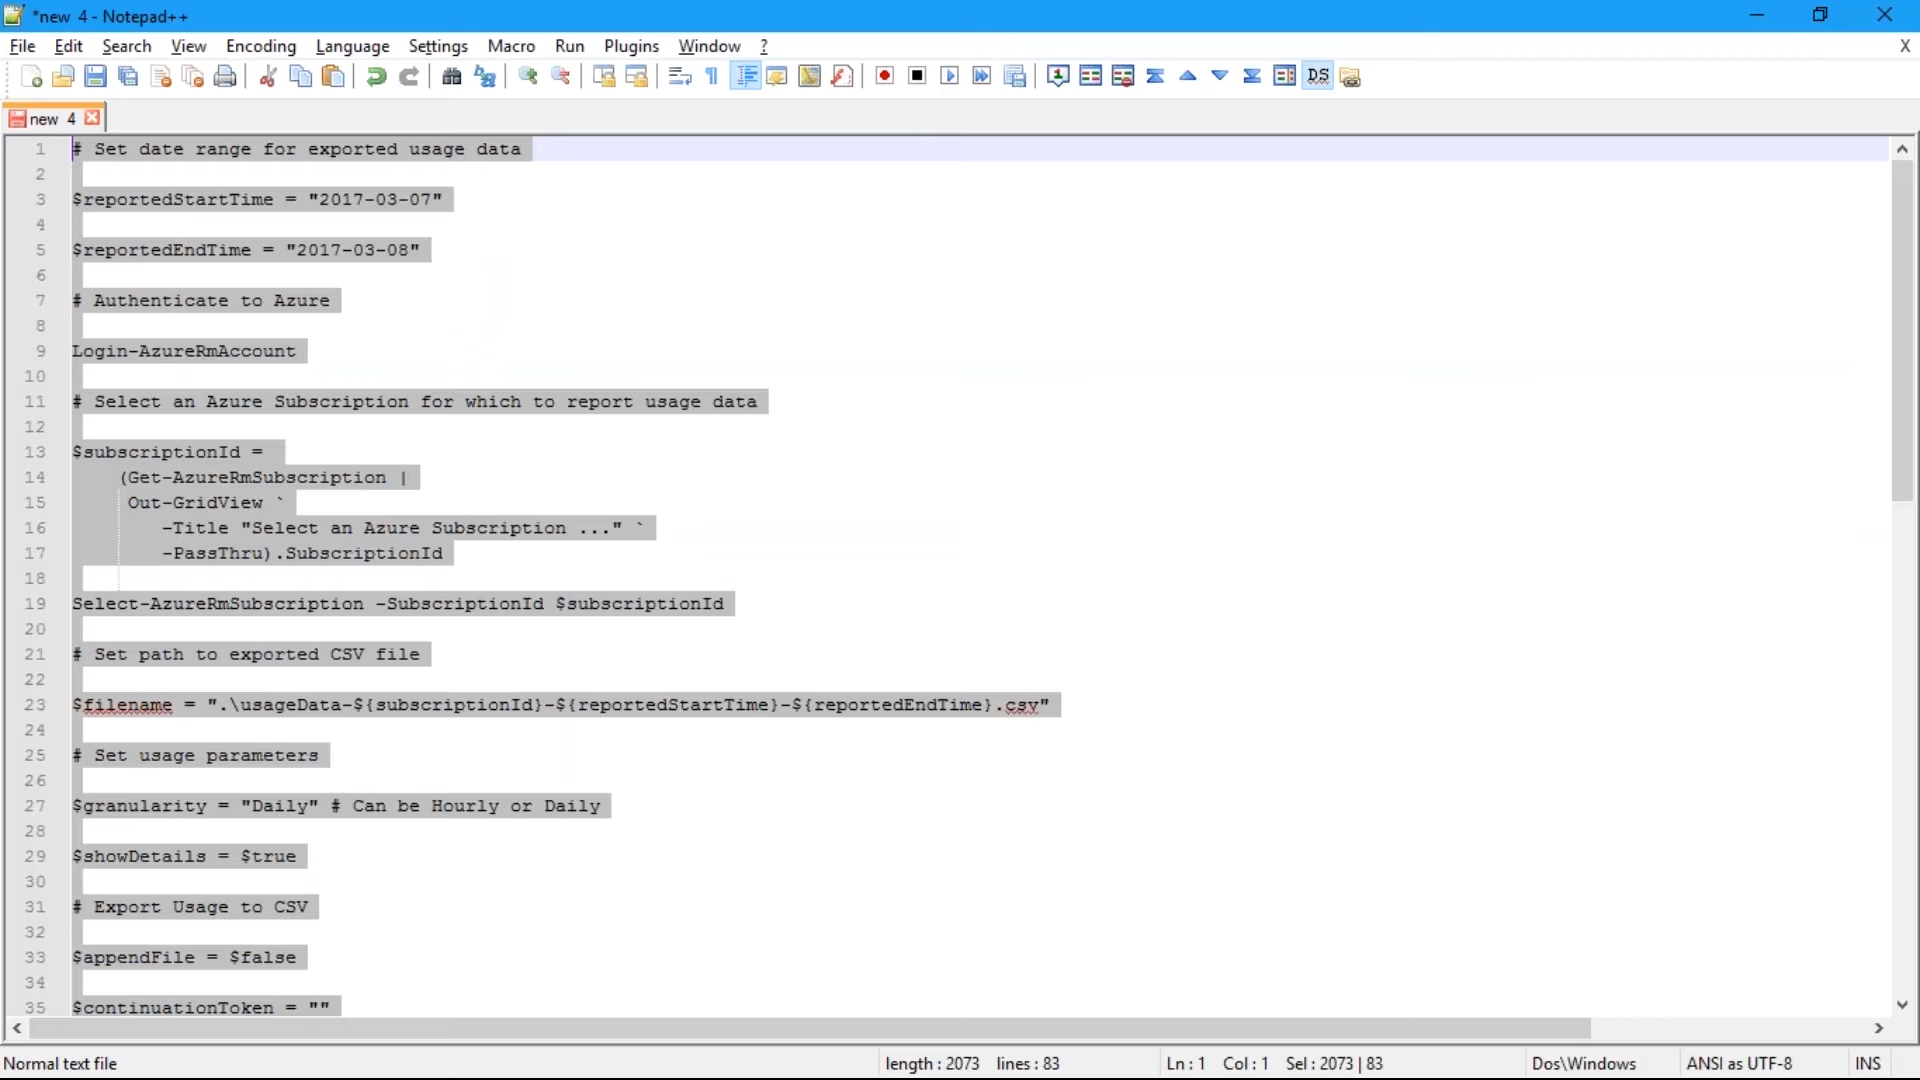 *new  4 - Notepad++
File Edit Search View Encoding Language Settings Macro Run Plugins Window ? X
DS
new  4
1 # Set date range for exported usage data
2
3 $reportedStartTime = "2017-03-07"
4
5 $reportedEndTime = "2017-03-08"
6
7 # Authenticate to Azure
8
9 Login-AzureRmAccount
10
11 # Select an Azure Subscription for which to report usage data
12
13 $subscriptionId =
14 (Get-AzureRmSubscription |
15 Out-GridView `
16 -Title "Select an Azure Subscription ..." `
17 -PassThru).SubscriptionId
18
19 Select-AzureRmSubscription -SubscriptionId $subscriptionId
20
21 # Set path to exported CSV file
22
23 $filename = ".\usageData-${subscriptionId}-${reportedStartTime}-${reportedEndTime}.csv"
24
25 # Set usage parameters
26
27 $granularity = "Daily" # Can be Hourly or Daily
28
29 $showDetails = $true
30
31 # Export Usage to CSV
32
33 $appendFile = $false
34
35 $continuationToken = ""
Normal text file length : 2073 lines : 83 Ln : 1 Col : 1 Sel : 2073 | 83 Dos\Windows ANSI as UTF-8 INS